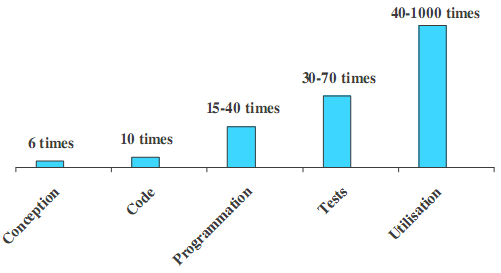 40-1000 times
30-70 times
15-40 times
10 times
6 times
Conception
Code
Programmation
Tests
Utilisation